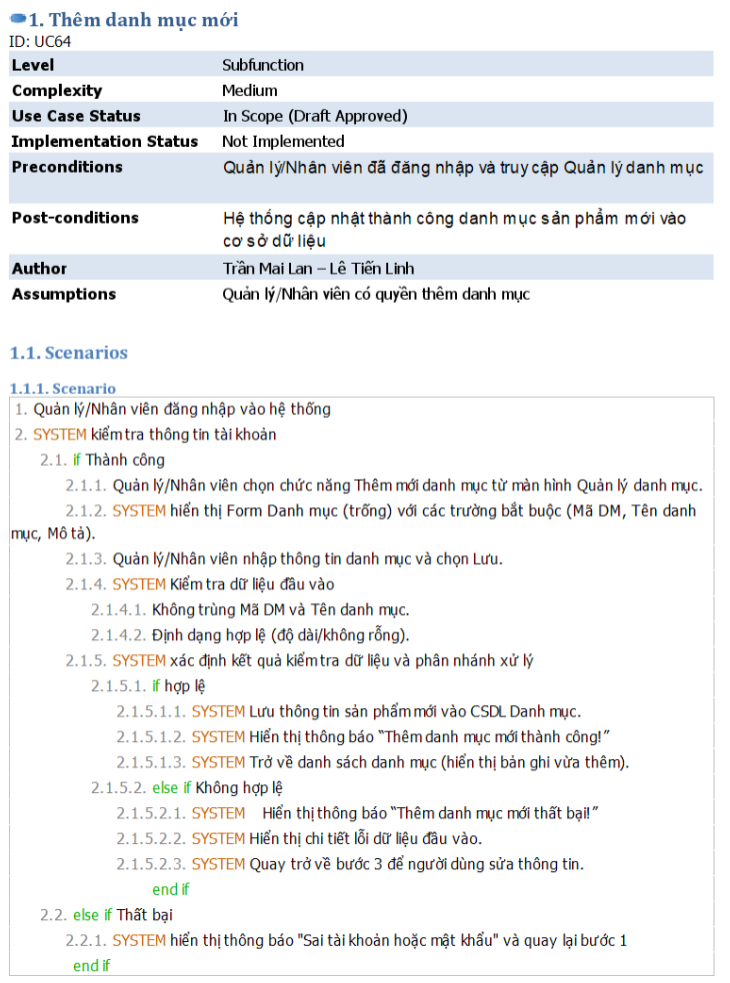 1. Thêm danh mục mới
ID: UC64
Level Subfunction
Complexity Medium
Use Case Status In Scope (Draft Approved)
Implementation Status Not Implemented
Preconditions Quản lý/Nhân viên đã đăng nhập và truy cập Quản lý danh mục
Post-conditions Hệ thống cập nhật thành công danh mục sản phẩm mới vào
cơ sở dữ liệu
Author Trần Mai Lan – Lê Tiến Linh
Assumptions Quản lý/Nhân viên có quyền thêm danh mục
1.1. Scenarios
1.1.1. Scenario
1. Quản lý/Nhân viên đăng nhập vào hệ thống
2. SYSTEM kiểm tra thông tin tài khoản
2.1. if Thành công
2.1.1. Quản lý/Nhân viên chọn chức năng Thêm mới danh mục từ màn hình Quản lý danh mục.
2.1.2. SYSTEM hiển thị Form Danh mục (trống) với các trường bắt buộc (Mã DM, Tên danh
mục, Mô tả).
2.1.3. Quản lý/Nhân viên nhập thông tin danh mục và chọn Lưu.
2.1.4. SYSTEM Kiểm tra dữ liệu đầu vào
2.1.4.1. Không trùng Mã DM và Tên danh mục.
2.1.4.2. Định dạng hợp lệ (độ dài/không rỗng).
2.1.5. SYSTEM xác định kết quả kiểm tra dữ liệu và phân nhánh xử lý
2.1.5.1. if hợp lệ
2.1.5.1.1. SYSTEM Lưu thông tin sản phẩm mới vào CSDL Danh mục.
2.1.5.1.2. SYSTEM Hiển thị thông báo “Thêm danh mục mới thành công!”
2.1.5.1.3. SYSTEM Trở về danh sách danh mục (hiển thị bản ghi vừa thêm).
2.1.5.2. else if Không hợp lệ
2.1.5.2.1. SYSTEM Hiển thị thông báo “Thêm danh mục mới thất bại!”
2.1.5.2.2. SYSTEM Hiển thị chi tiết lỗi dữ liệu đầu vào.
2.1.5.2.3. SYSTEM Quay trở về bước 3 để người dùng sửa thông tin.
end if
2.2. else if Thất bại
2.2.1. SYSTEM hiển thị thông báo "Sai tài khoản hoặc mật khẩu" và quay lại bước 1
end if